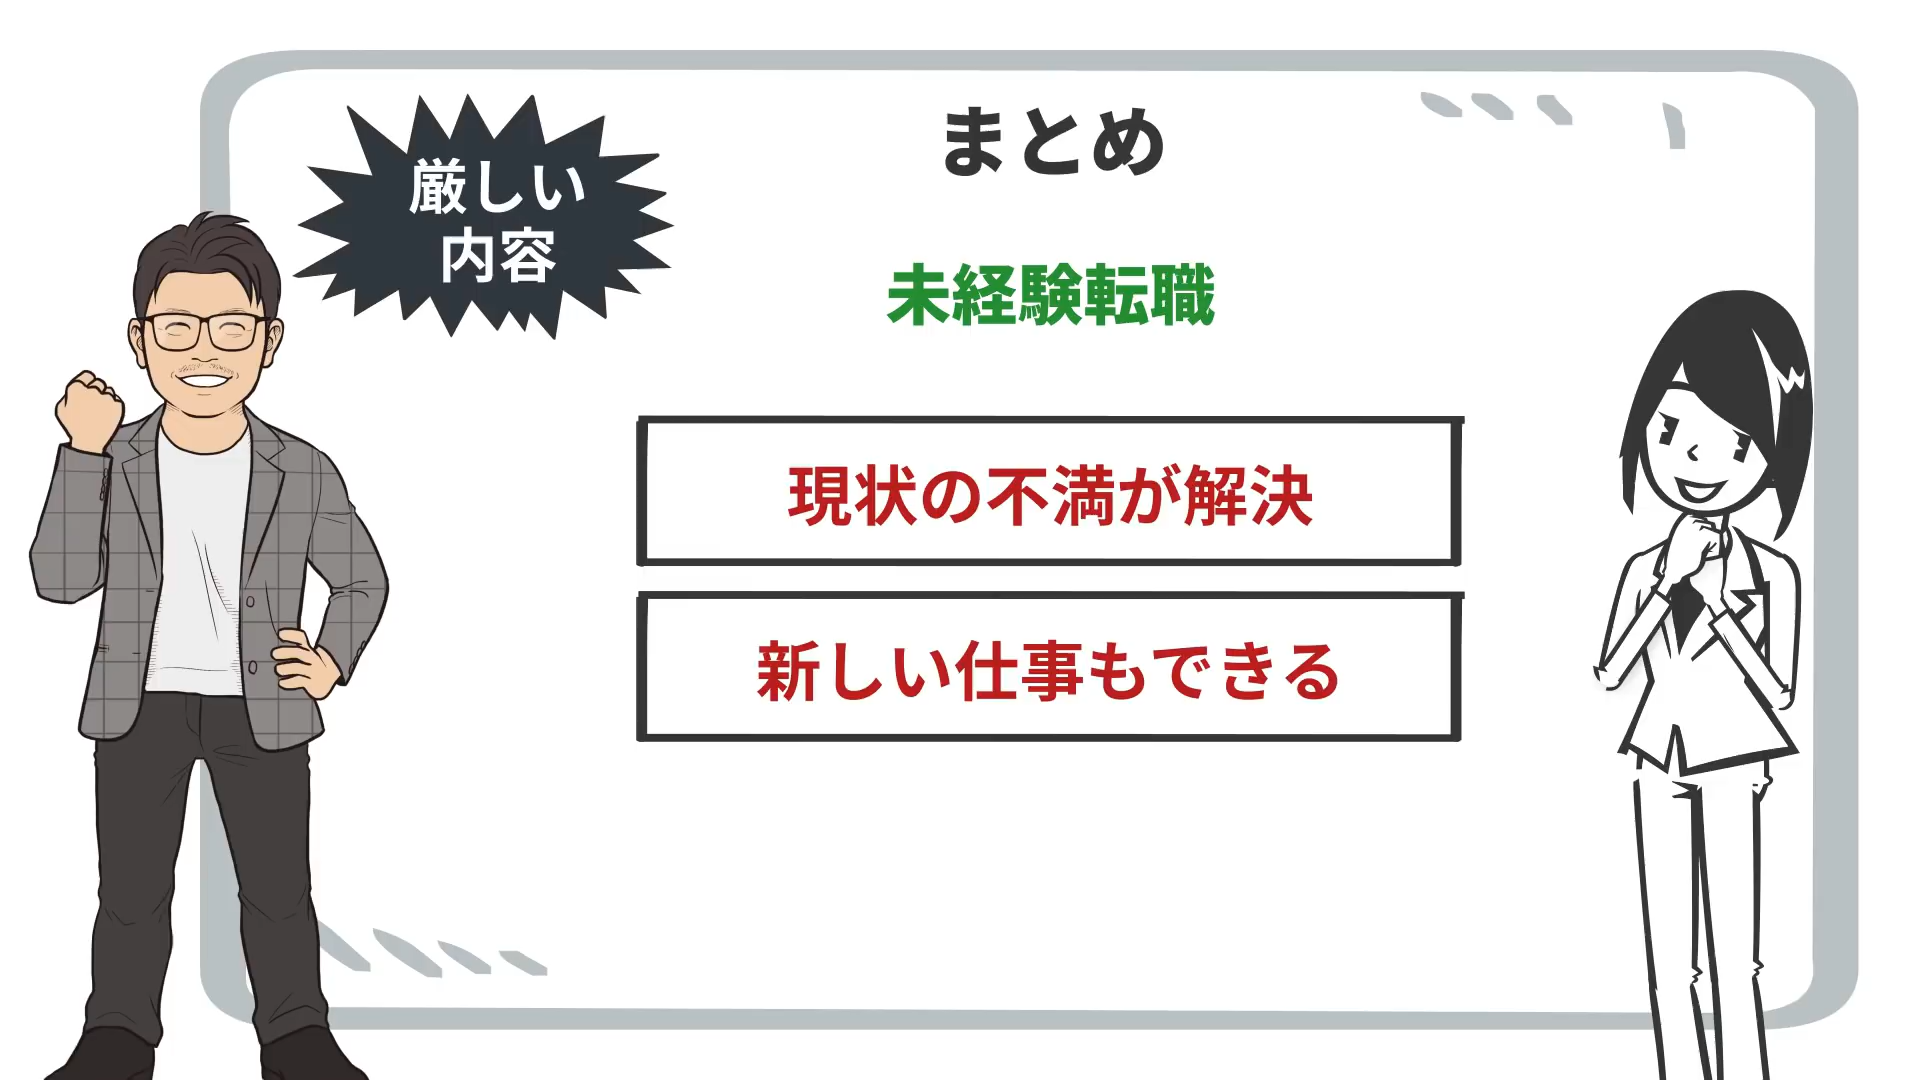 まとめ
厳しい
内容
未経験転職
現状の不満が解決
新しい仕事もできる